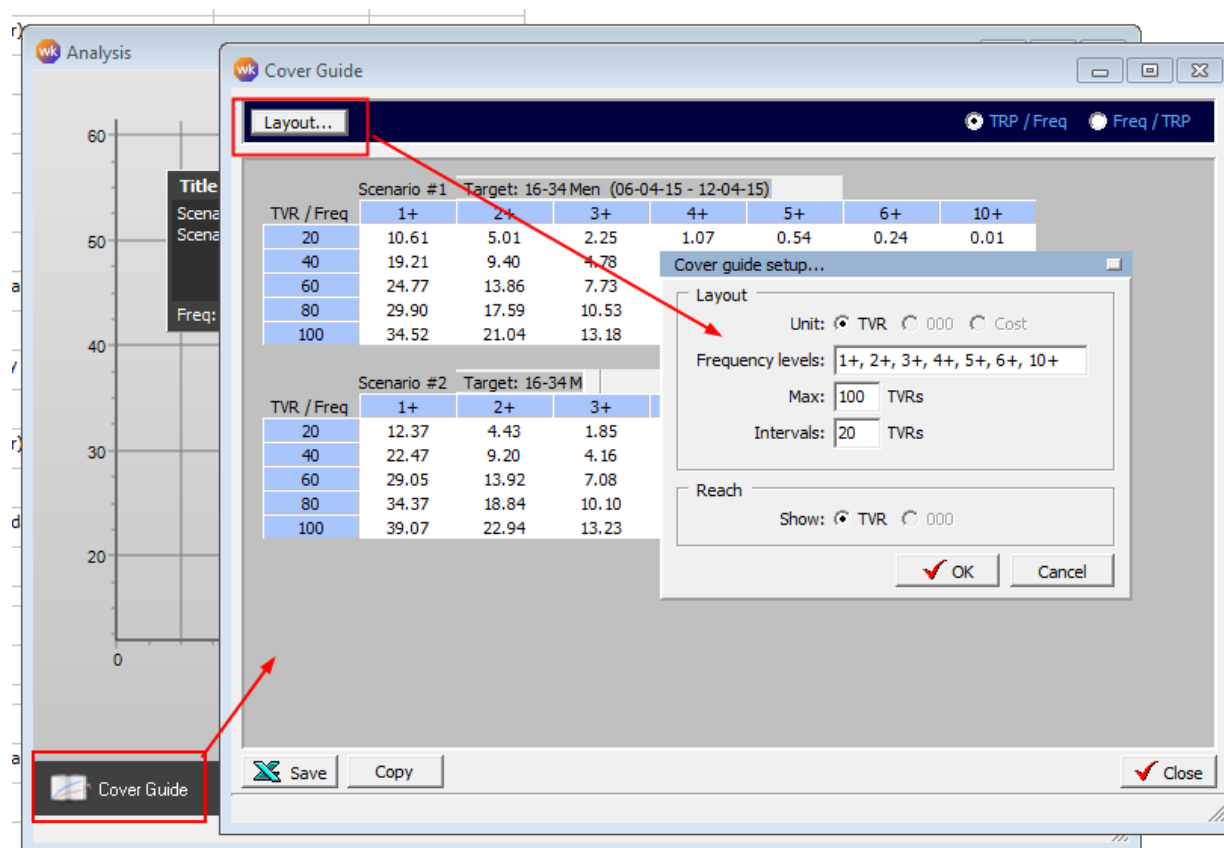 Analysis
Cover Guide
Layout...
TRP / Freq Freq / TRP
60
50
40
30
20
0
Title
Scena
Scena
Freq:
Scenario #1 Target: 16-34 Men (06-04-15 - 12-04-15)
TVR / Freq 1+ 2+ 3+ 4+ 5+ 6+ 10+
20 10.61 5.01 2.25 1.07 0.54 0.24 0.01
40 19.21 9.40 4.78
60 24.77 13.86 7.73
80 29.90 17.59 10.53
100 34.52 21.04 13.18
Scenario #2 Target: 16-34 M
TVR / Freq 1+ 2+ 3+
20 12.37 4.43 1.85
40 22.47 9.20 4.16
60 29.05 13.92 7.08
80 34.37 18.84 10.10
100 39.07 22.94 13.23
Cover guide setup...
Layout
Unit: TVR 000 Cost
Frequency levels: 1+, 2+, 3+, 4+, 5+, 6+, 10+
Max: 100 TVRs
Intervals: 20 TVRs
Reach
Show: TVR 000
OK Cancel
Save Copy Close
Cover Guide